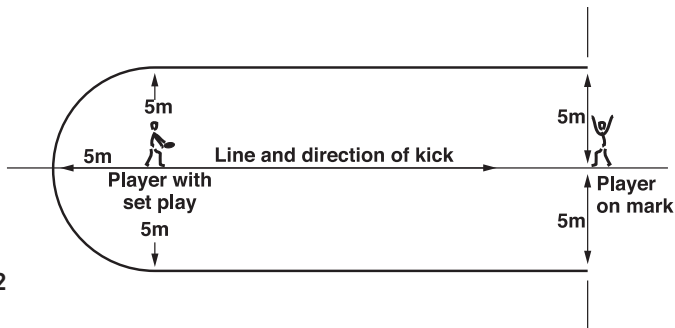 5m
5m
5m
Line and direction of kick
Player with
set play
Player
on mark
5m
5m
2